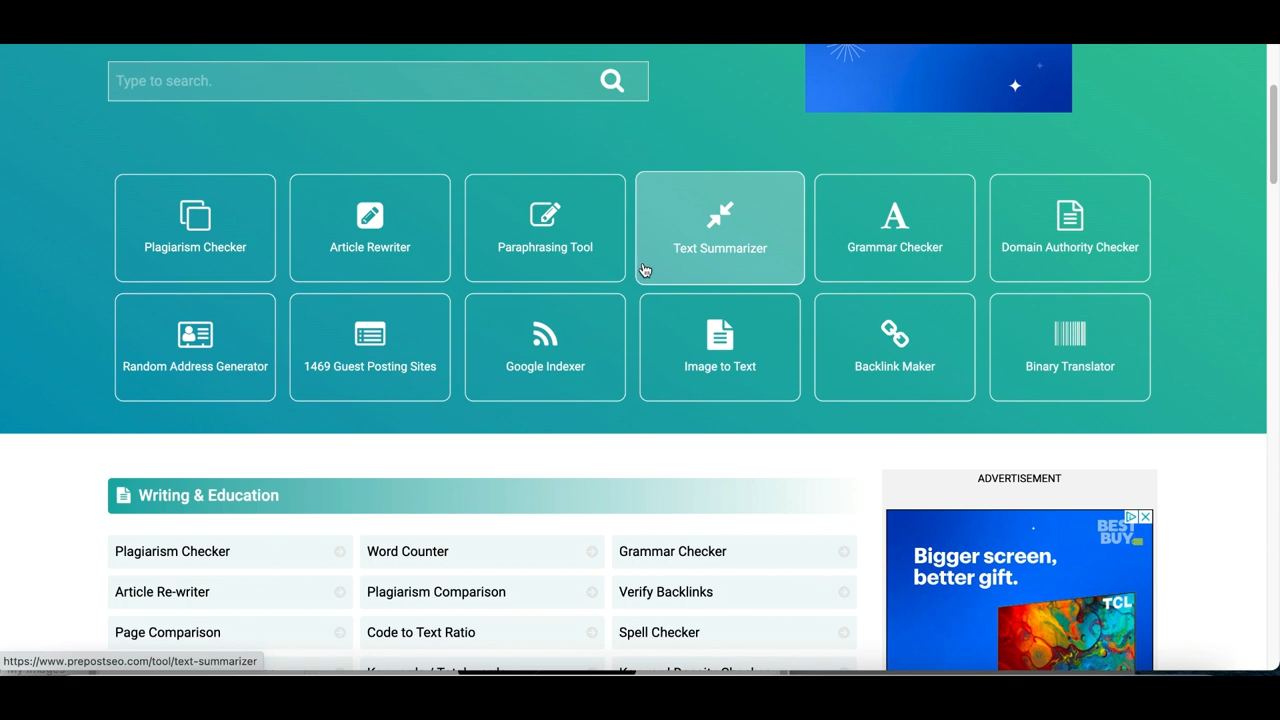 Type to search.
Plagiarism Checker
Article Rewriter
Paraphrasing Tool
Text Summarizer
Grammar Checker
Domain Authority Checker
Random Address Generator
1469 Guest Posting Sites
Google Indexer
Image to Text
Backlink Maker
Binary Translator
Writing & Education
ADVERTISEMENT
Plagiarism Checker
Word Counter
Grammar Checker
Article Re-writer
Plagiarism Comparison
Verify Backlinks
Page Comparison
Code to Text Ratio
Spell Checker
BEST
BUY
Bigger screen,
better gift.
TCL
https://www.prepostseo.com/tool/text-summarizer